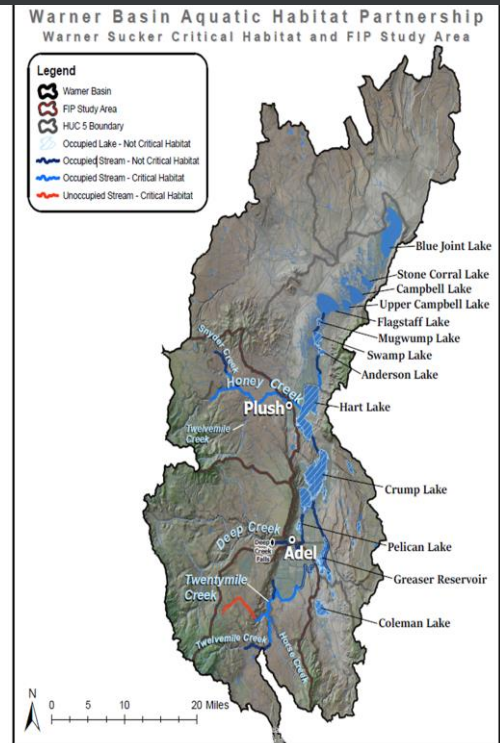 Warner Basin Aquatic Habitat Partnership
Warner Sucker Critical Habitat and FIP Study Area
Legend
Warner Basin
FIP Study Area
HUC 5 Boundary
Occupied Lake - Not Critical Habitat
Occupied Stream - Not Critical Habitat
Occupied Stream - Critical Habitat
Unoccupied Stream - Critical Habitat
Blue Joint Lake
Stone Corral Lake
Campbell Lake
Upper Campbell Lake
Flagstaff Lake
Mugwump Lake
Swamp Lake
Anderson Lake
Snyder Creek
Honey Creek
Plush
Hart Lake
Twelvemile
Creek
Crump Lake
Deep Creek
Deep
Creek
Falls
Adel
Pelican Lake
Greaser Reservoir
Twentymile
Creek
Coleman Lake
Twelvemile Creek
Horse Creek
N
0 5 10 20 Miles